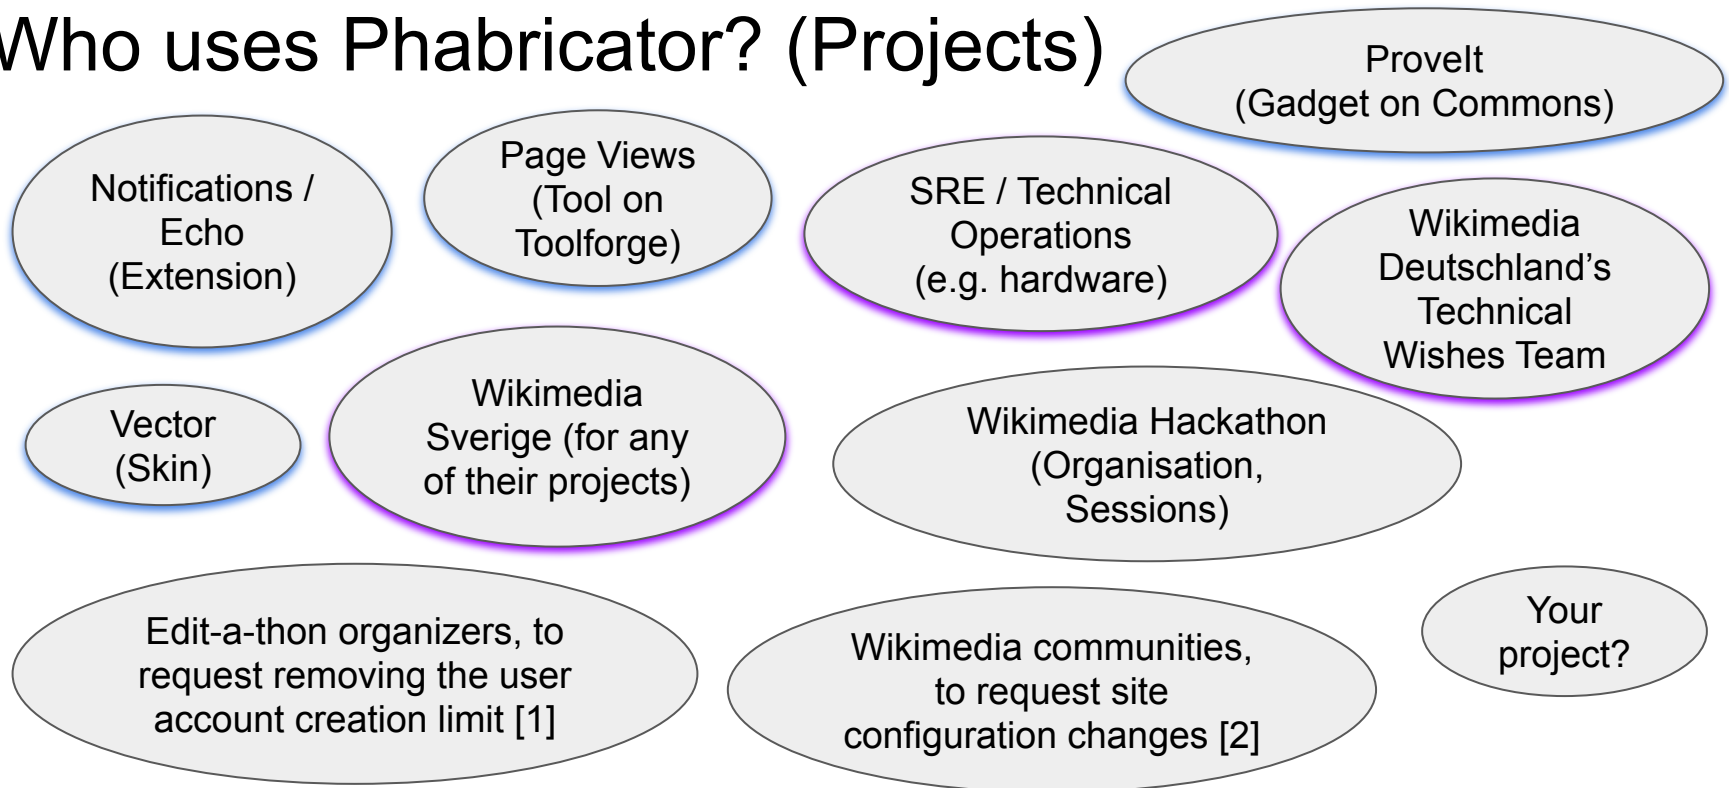 Who uses Phabricator? (Projects)
ProveIt
(Gadget on Commons)
Notifications /
Echo
(Extension)
Page Views
(Tool on
Toolforge)
SRE / Technical
Operations
(e.g. hardware)
Wikimedia
Deutschland’s
Technical
Wishes Team
Vector
(Skin)
Wikimedia
Sverige (for any
of their projects)
Wikimedia Hackathon
(Organisation,
Sessions)
Edit-a-thon organizers, to
request removing the user
account creation limit [1]
Wikimedia communities,
to request site
configuration changes [2]
Your
project?